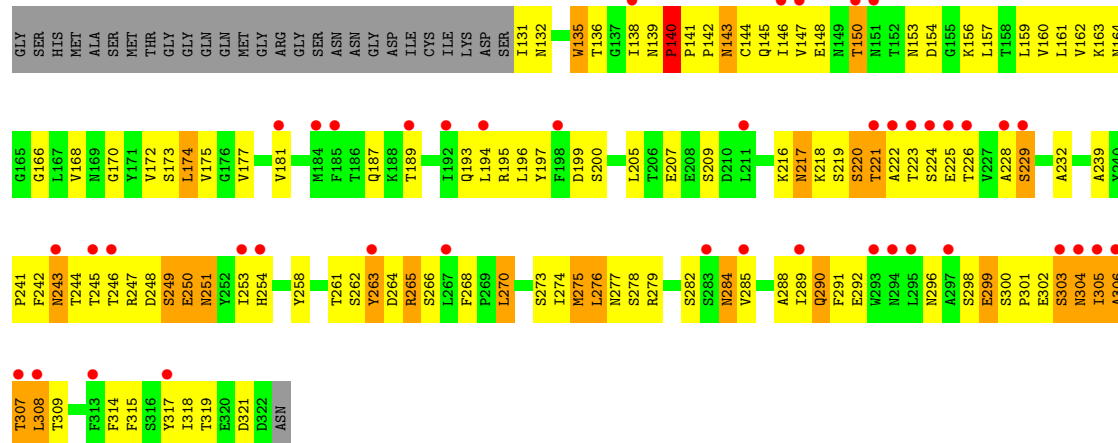 GLY SER HIS MET ALA SER MET THR GLY GLY GLN GLN MET GLY ARG GLY SER ASN ASN GLY ASP ILE CYS ILE LYS ASP SER I131 N132 W135 T136 G137 I138 N139 P140 P141 P142 N143 C144 Q145 I146 V147 E148 N149 T150 N151 T152 N153 D154 G155 K156 L157 T158 L159 V160 L161 V162 K163 N164
G165 G166 L167 V168 N169 G170 Y171 V172 S173 L174 V175 G176 V177 V181 M184 F185 T186 Q187 K188 T189 I192 Q193 L194 R195 L196 Y197 F198 D199 S200 L205 T206 E207 E208 S209 D210 L211 K216 N217 K218 S219 S220 T221 A222 T223 S224 E225 T226 V227 A228 S229 A232 A239 Y240
P241 F242 N243 T244 T245 T246 R247 D248 S249 E250 N251 Y252 I253 H254 Y258 T261 S262 Y263 D264 R265 S266 L267 F268 P269 L270 S273 I274 M275 L276 N277 S278 R279 S282 S283 N284 V285 A288 I289 Q290 F291 E292 W293 N294 L295 N296 A297 S298 E299 S300 P301 E302 S303 N304 I305 A306
T307 L308 T309 F313 F314 F315 S316 Y317 I318 T319 E320 D321 D322 ASN